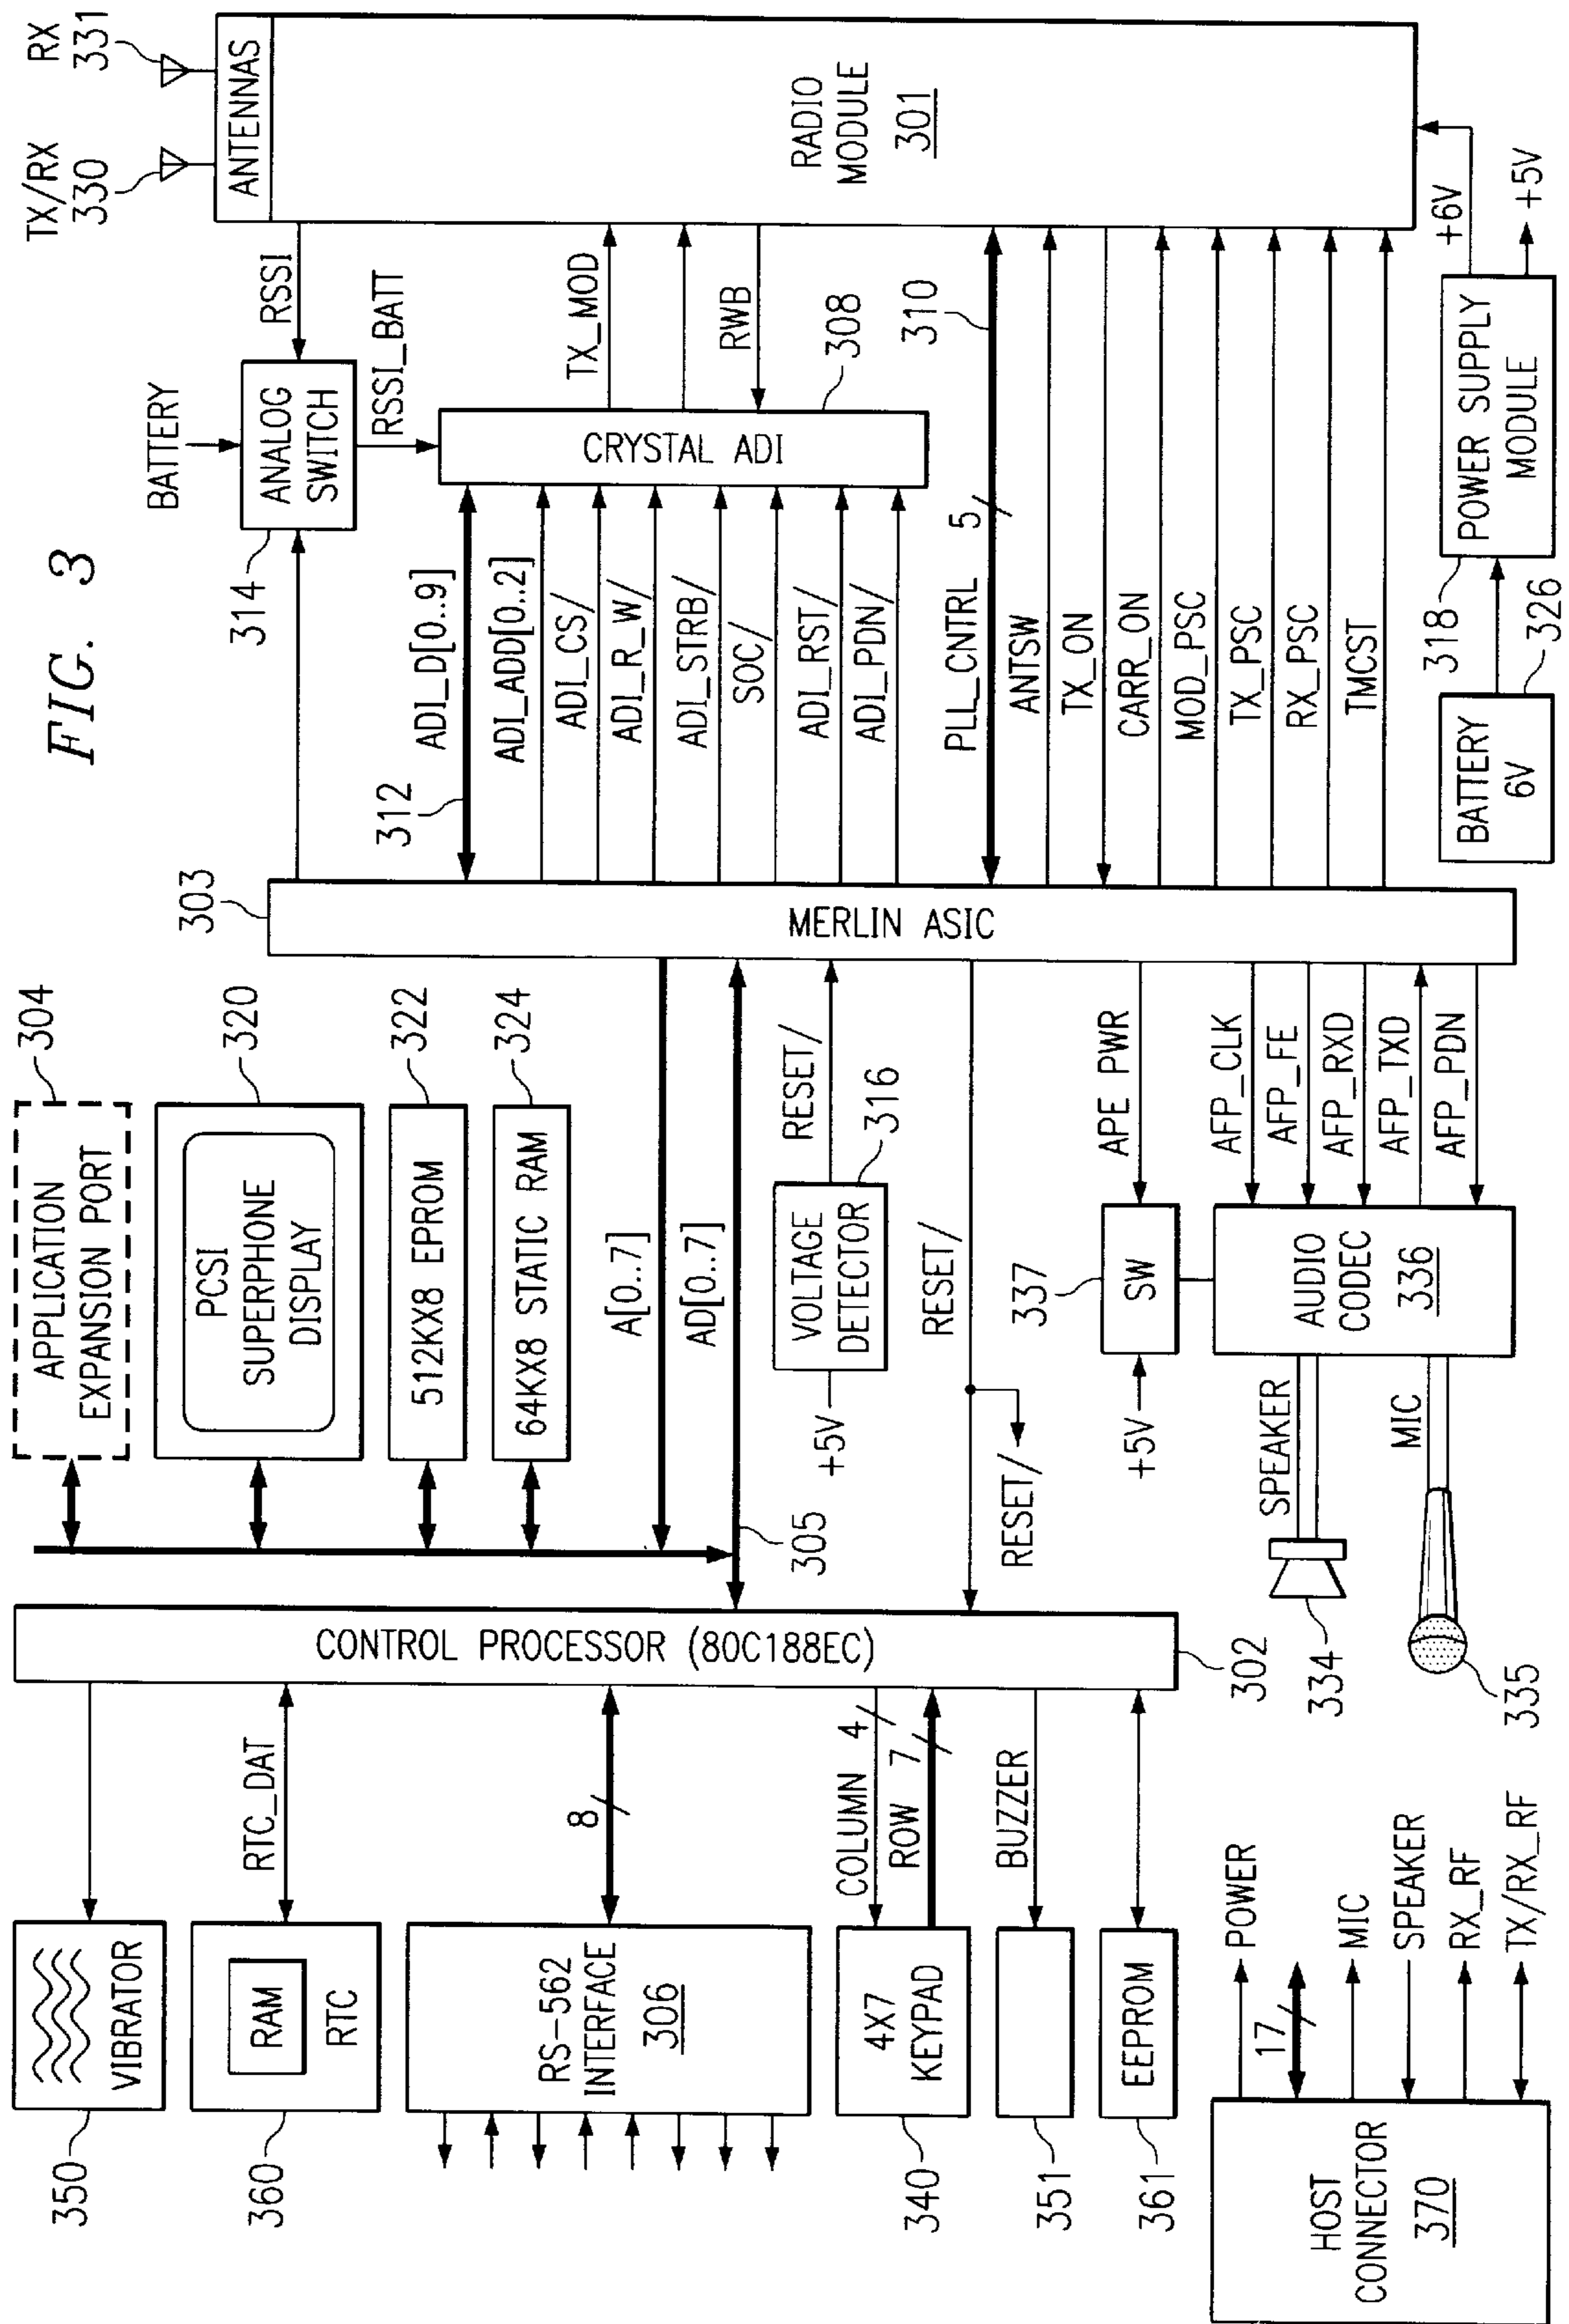 FIG. 3
350
VIBRATOR
360
RAM
RTC
RTC_DAT
RS-562
INTERFACE
306
8
340
4X7
KEYPAD
COLUMN 4
ROW 7
351
BUZZER
361
EEPROM
HOST
CONNECTOR
370
POWER
17
MIC
SPEAKER
RX_RF
TX/RX_RF
CONTROL PROCESSOR (80C188EC)
302
APPLICATION
EXPANSION PORT
304
PCSI
SUPERPHONE
DISPLAY
320
512KX8 EPROM
322
64KX8 STATIC RAM
324
A[0..7]
AD[0..7]
305
+5V
VOLTAGE
DETECTOR
316
RESET/
RESET/
RESET/
337
+5V
SW
APE PWR
SPEAKER
334
MIC
335
AUDIO
CODEC
336
AFP_CLK
AFP_FE
AFP_RXD
AFP_TXD
AFP_PDN
303
MERLIN ASIC
314
BATTERY
ANALOG
SWITCH
RSSI
RSSI_BATT
312
ADI_D[0..9]
ADI_ADD[0..2]
ADI_CS/
ADI_R_W/
ADI_STRB/
SOC/
ADI_RST/
ADI_PDN/
CRYSTAL ADI
308
TX_MOD
RWB
PLL_CNTRL
5
310
ANTSW
TX_ON
CARR_ON
MOD_PSC
TX_PSC
RX_PSC
TMCST
TX/RX
330
RX
331
ANTENNAS
RADIO
MODULE
301
BATTERY
6V
326
318
POWER SUPPLY
MODULE
+6V
+5V